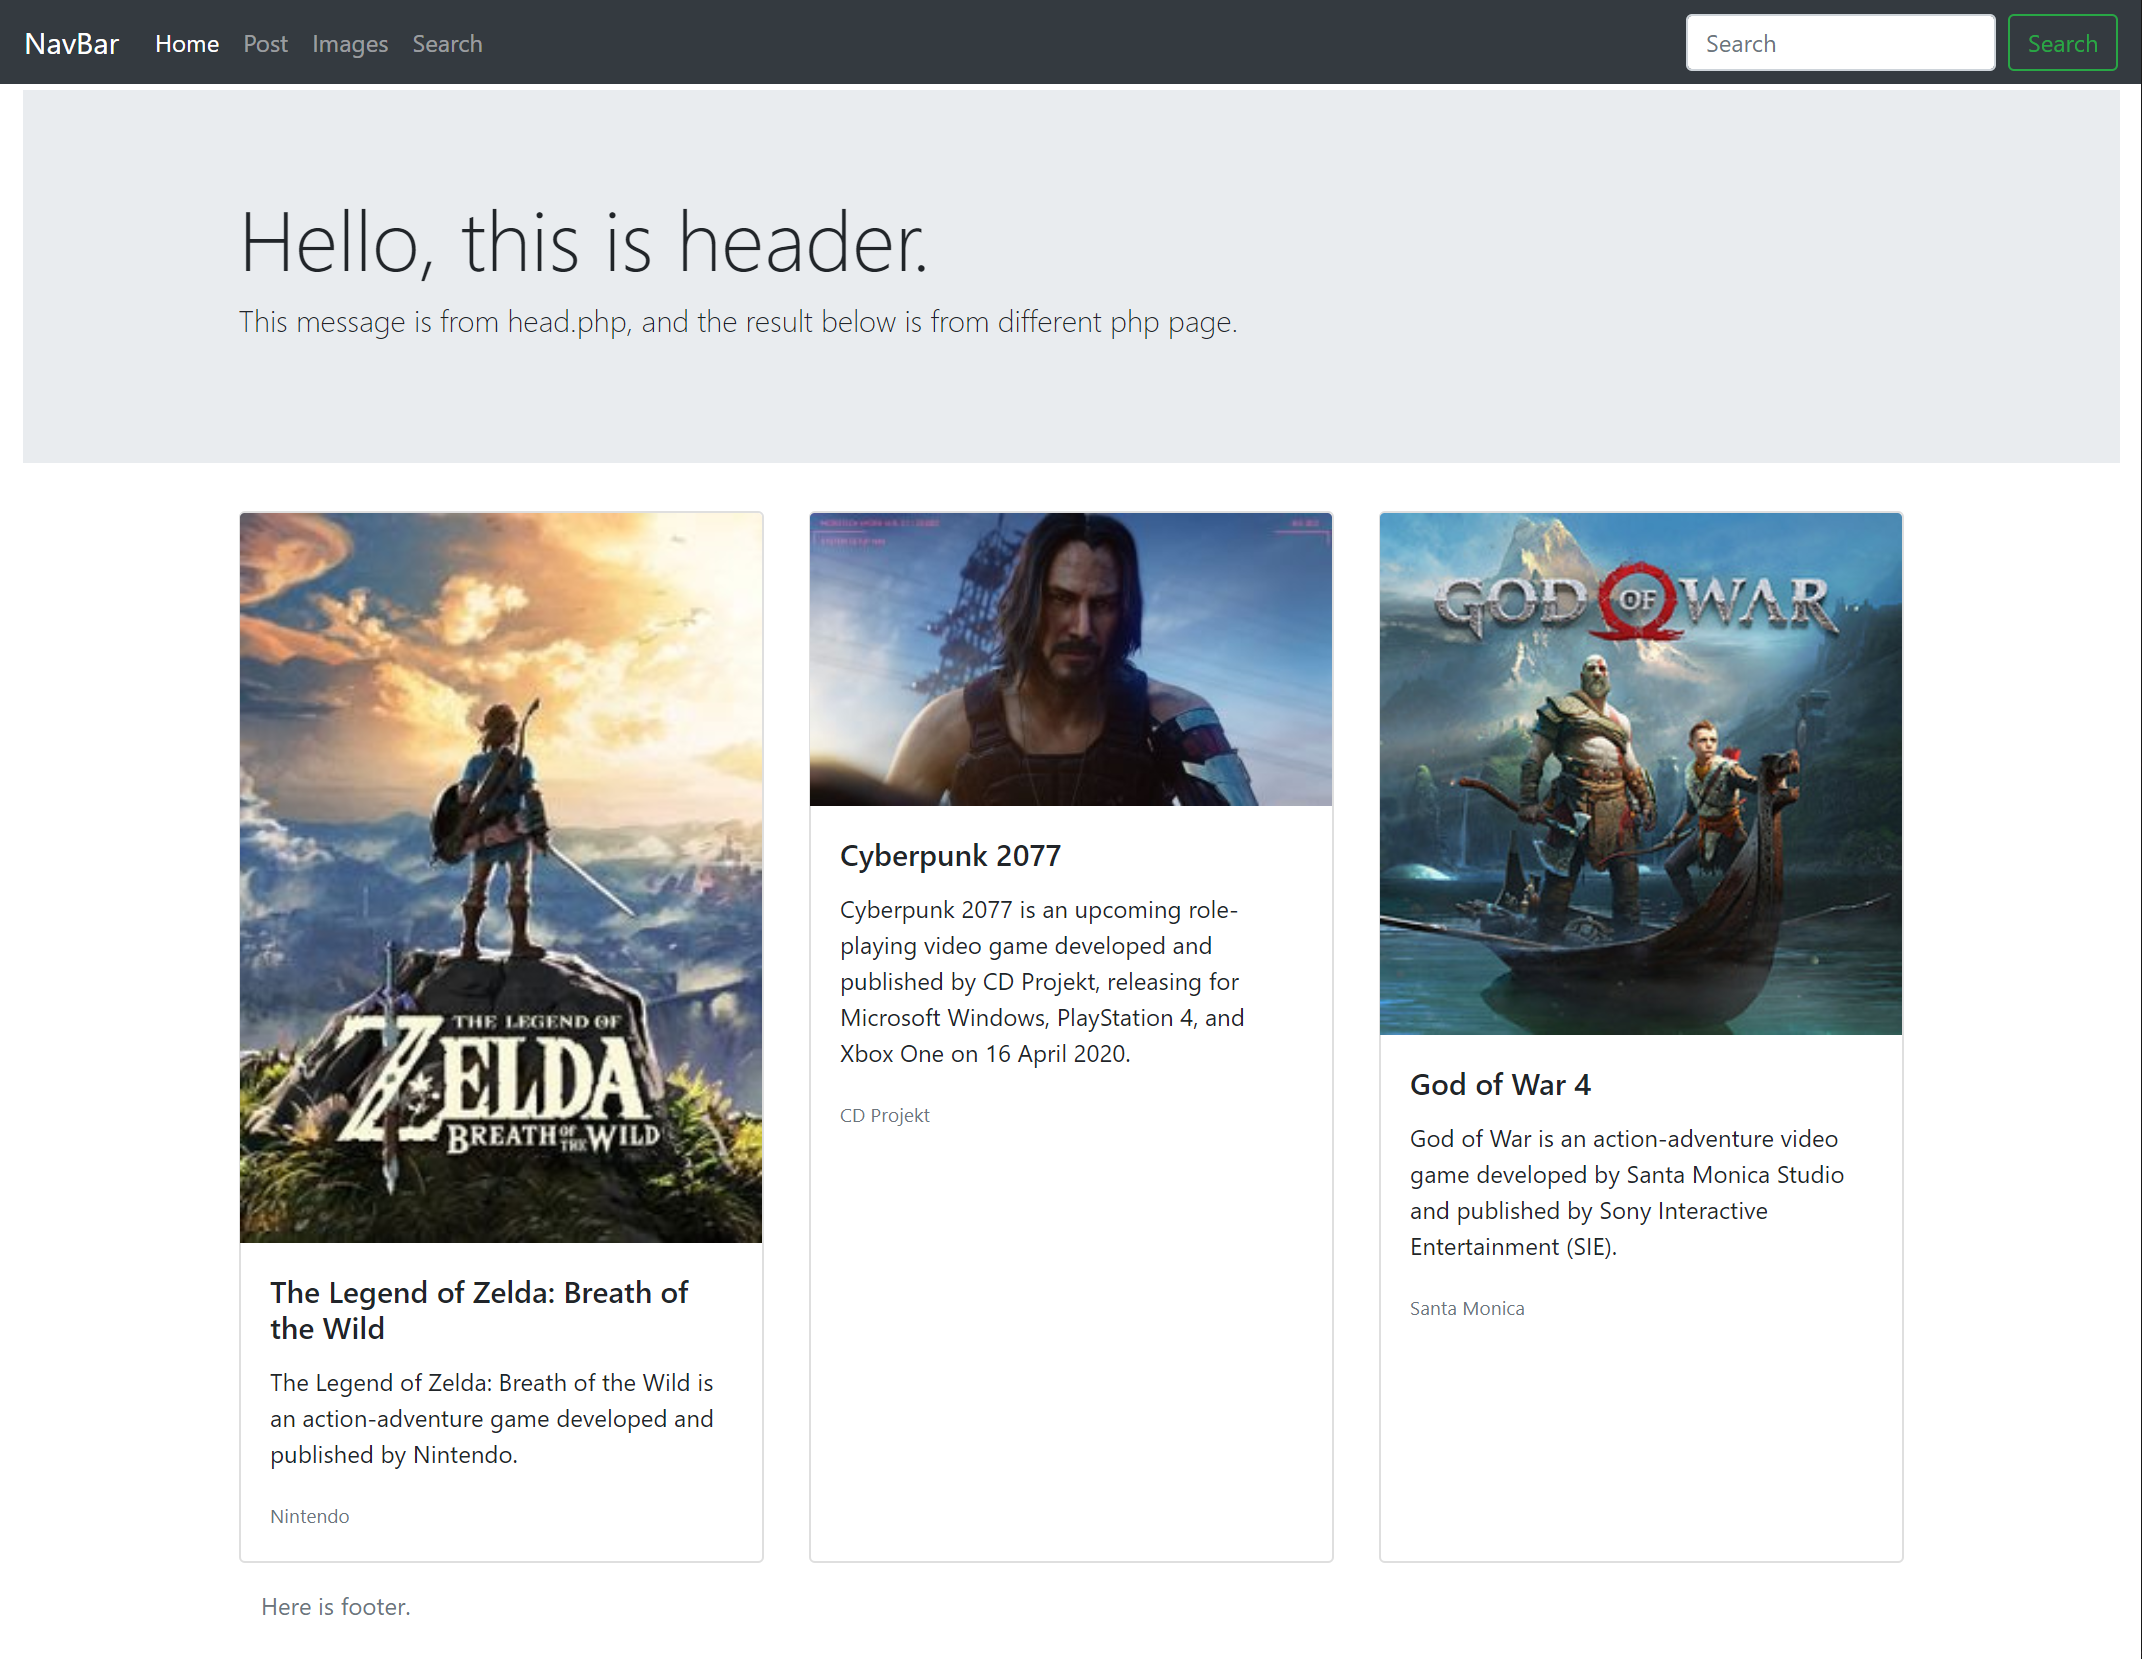 NavBar Home Post Images Search Search Search
Hello, this is header.
This message is from head.php, and the result below is from different php page.
THE LEGEND OF
ZELDA
BREATH OF THE WILD
The Legend of Zelda: Breath of
the Wild
The Legend of Zelda: Breath of the Wild is
an action-adventure game developed and
published by Nintendo.
Nintendo
Cyberpunk 2077
Cyberpunk 2077 is an upcoming role-
playing video game developed and
published by CD Projekt, releasing for
Microsoft Windows, PlayStation 4, and
Xbox One on 16 April 2020.
CD Projekt
GOD OF WAR
God of War 4
God of War is an action-adventure video
game developed by Santa Monica Studio
and published by Sony Interactive
Entertainment (SIE).
Santa Monica
Here is footer.